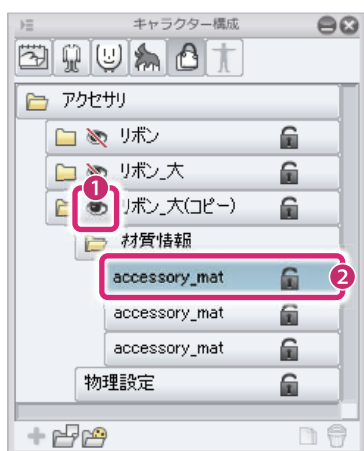 キャラクター構成
アクセサリ
リボン
リボン_大
1
リボン_大(コピー)
材質情報
accessory_mat
2
accessory_mat
accessory_mat
物理設定